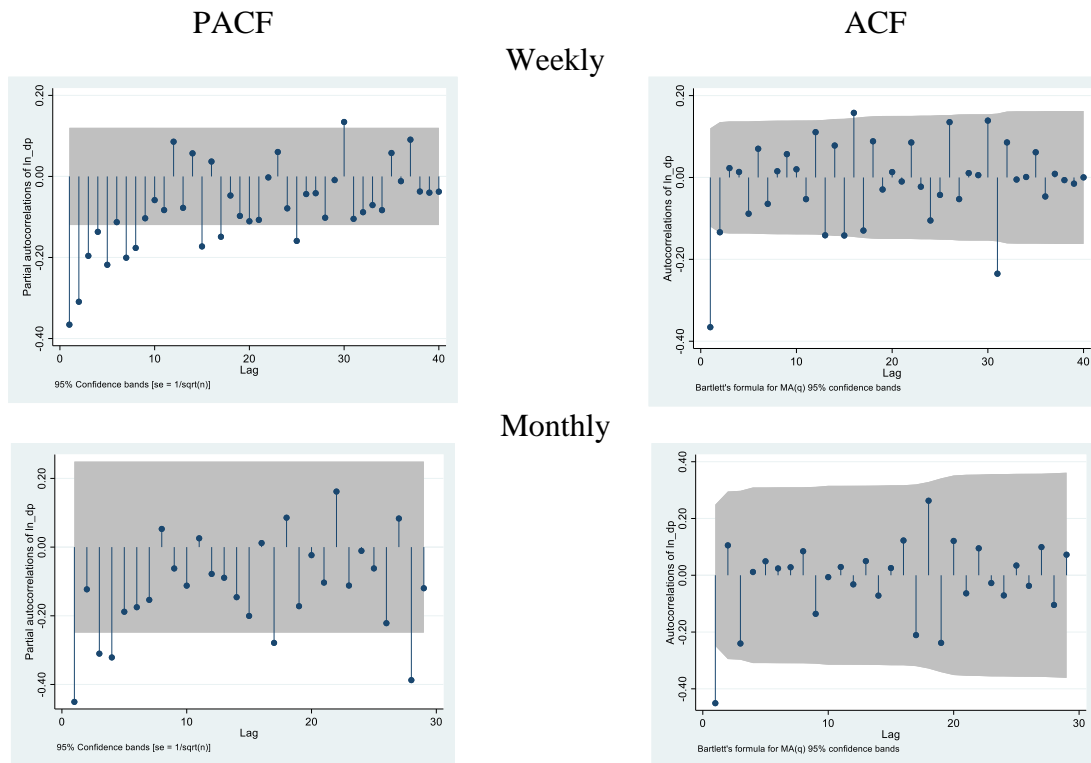 PACF
ACF
Weekly
Partial autocorrelations of ln_dp
0.20
0.00
-0.20
-0.40
0
10
20
30
40
Lag
95% Confidence bands [se = 1/sqrt(n)]
Autocorrelations of ln_dp
0.20
0.00
-0.20
-0.40
0
10
20
30
40
Lag
Bartlett's formula for MA(q) 95% confidence bands
Monthly
Partial autocorrelations of ln_dp
0.20
0.00
-0.20
-0.40
0
10
20
30
Lag
95% Confidence bands [se = 1/sqrt(n)]
Autocorrelations of ln_dp
0.40
0.20
0.00
-0.20
-0.40
0
10
20
30
Lag
Bartlett's formula for MA(q) 95% confidence bands